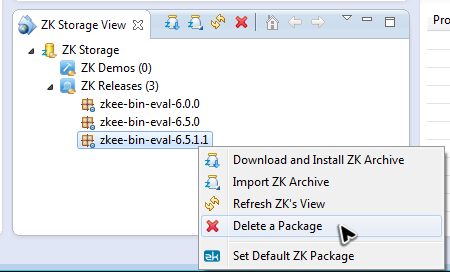 ZK Storage View
ZK Storage
ZK Demos (0)
ZK Releases (3)
zkee-bin-eval-6.0.0
zkee-bin-eval-6.5.0
zkee-bin-eval-6.5.1.1
Download and Install ZK Archive
Import ZK Archive
Refresh ZK's View
Delete a Package
zk Set Default ZK Package
Pro